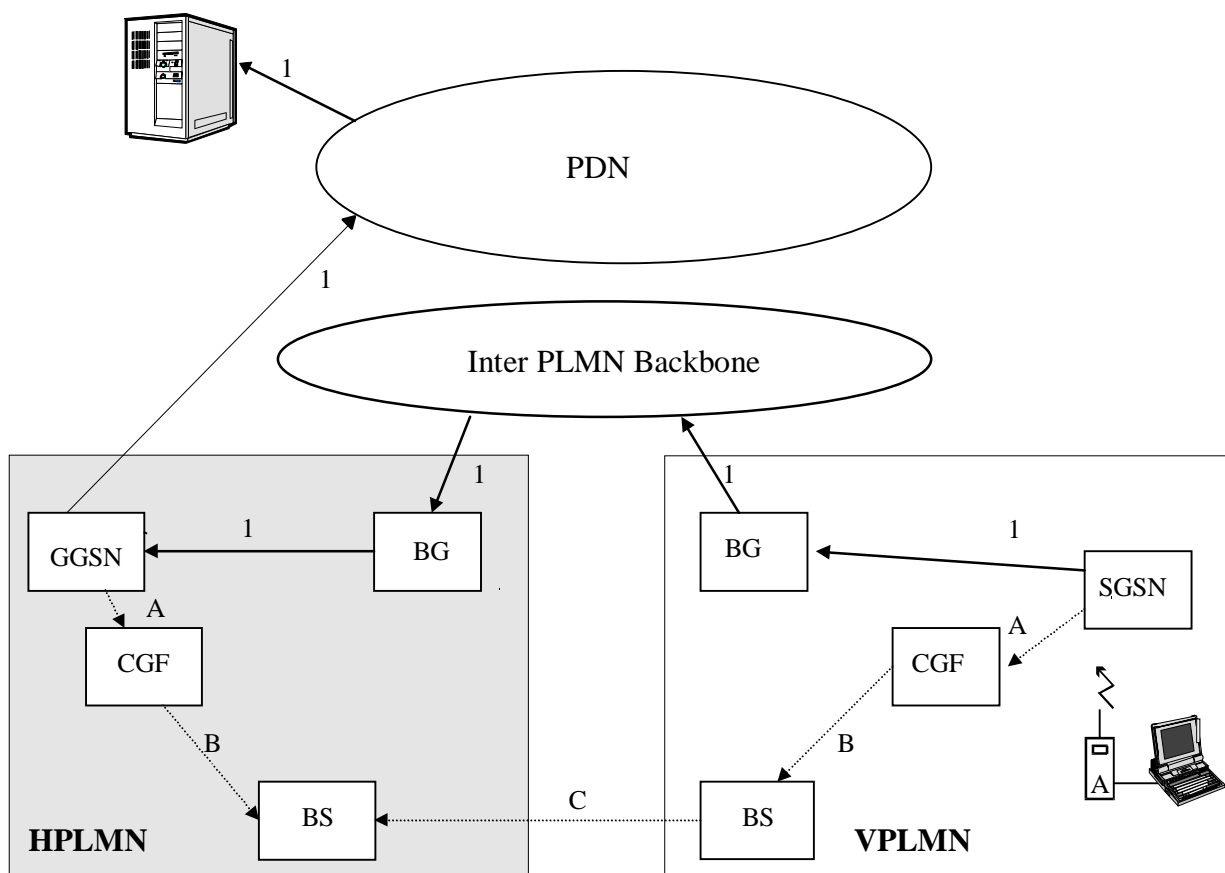 1
PDN
1
Inter PLMN Backbone
1
1
1
1
GGSN
BG
BG
SGSN
A
A
CGF
CGF
B
B
A
C
BS
BS
HPLMN
VPLMN